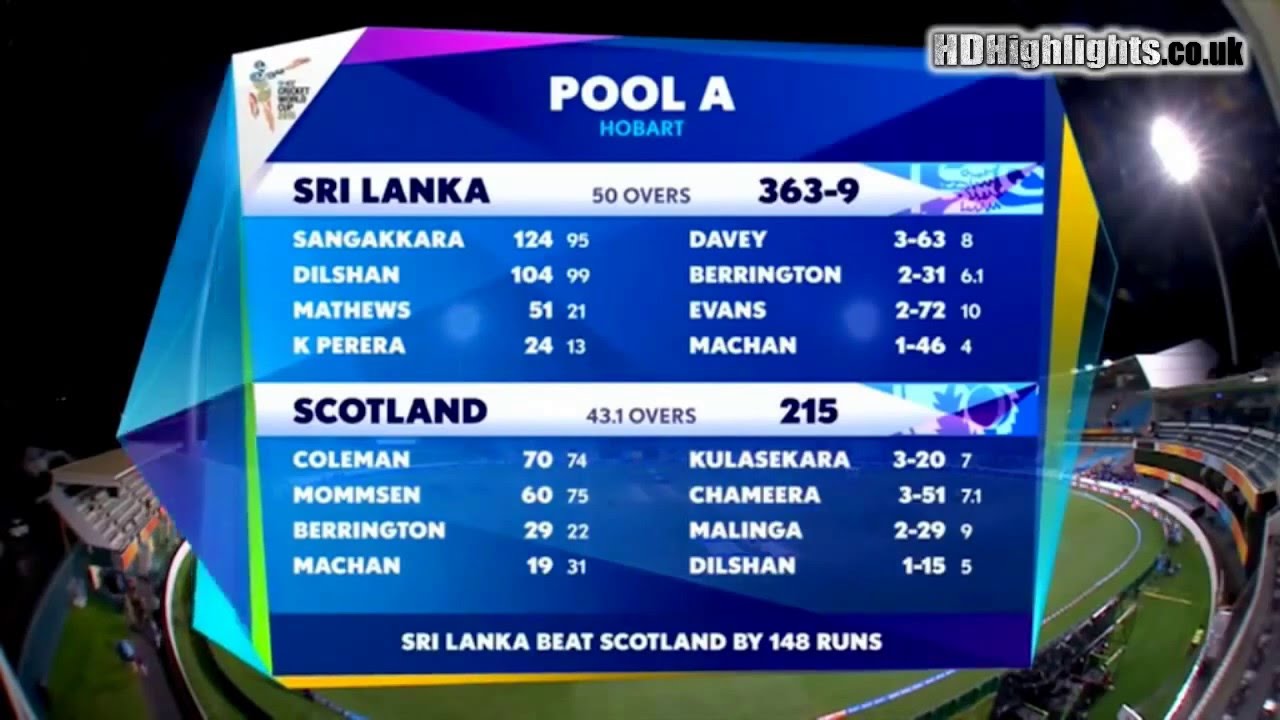 HDHighlights.co.uk
CRICKET
WORLD
CUP
POOL A
HOBART
SRI LANKA 50 OVERS 363-9
SANGAKKARA 124 95 DAVEY 3-63 8
DILSHAN 104 99 BERRINGTON 2-31 6.1
MATHEWS 51 21 EVANS 2-72 10
K PERERA 24 13 MACHAN 1-46 4
SCOTLAND 43.1 OVERS 215
COLEMAN 70 74 KULASEKARA 3-20 7
MOMMSEN 60 75 CHAMEERA 3-51 7.1
BERRINGTON 29 22 MALINGA 2-29 9
MACHAN 19 31 DILSHAN 1-15 5
SRI LANKA BEAT SCOTLAND BY 148 RUNS